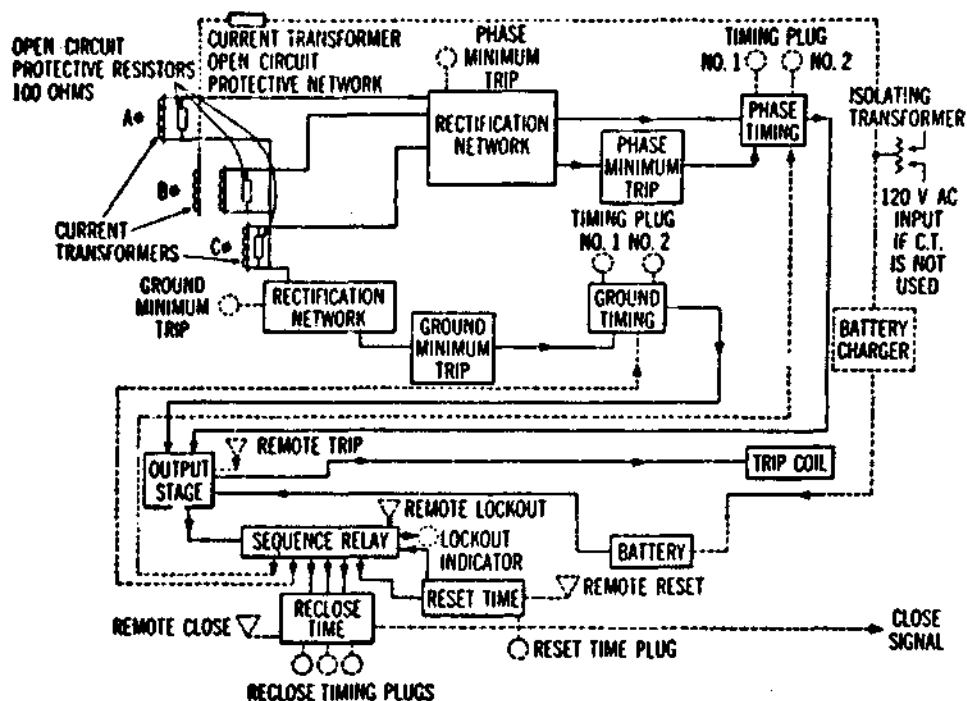 OPEN CIRCUIT
PROTECTIVE RESISTORS
100 OHMS
CURRENT TRANSFORMER
OPEN CIRCUIT
PROTECTIVE NETWORK
PHASE
MINIMUM
TRIP
TIMING PLUG
NO. 1
NO. 2
ISOLATING
TRANSFORMER
120 V AC
INPUT
IF C.T.
IS NOT
USED
RECTIFICATION
NETWORK
PHASE
TIMING
PHASE
MINIMUM
TRIP
A
B
C
CURRENT
TRANSFORMERS
TIMING PLUG
NO. 1 NO. 2
GROUND
MINIMUM
TRIP
RECTIFICATION
NETWORK
GROUND
TIMING
GROUND
MINIMUM
TRIP
BATTERY
CHARGER
REMOTE TRIP
OUTPUT
STAGE
TRIP COIL
REMOTE LOCKOUT
SEQUENCE RELAY
LOCKOUT
INDICATOR
BATTERY
RESET TIME
REMOTE RESET
REMOTE CLOSE
RECLOSE
TIME
CLOSE
SIGNAL
RESET TIME PLUG
RECLOSE TIMING PLUGS